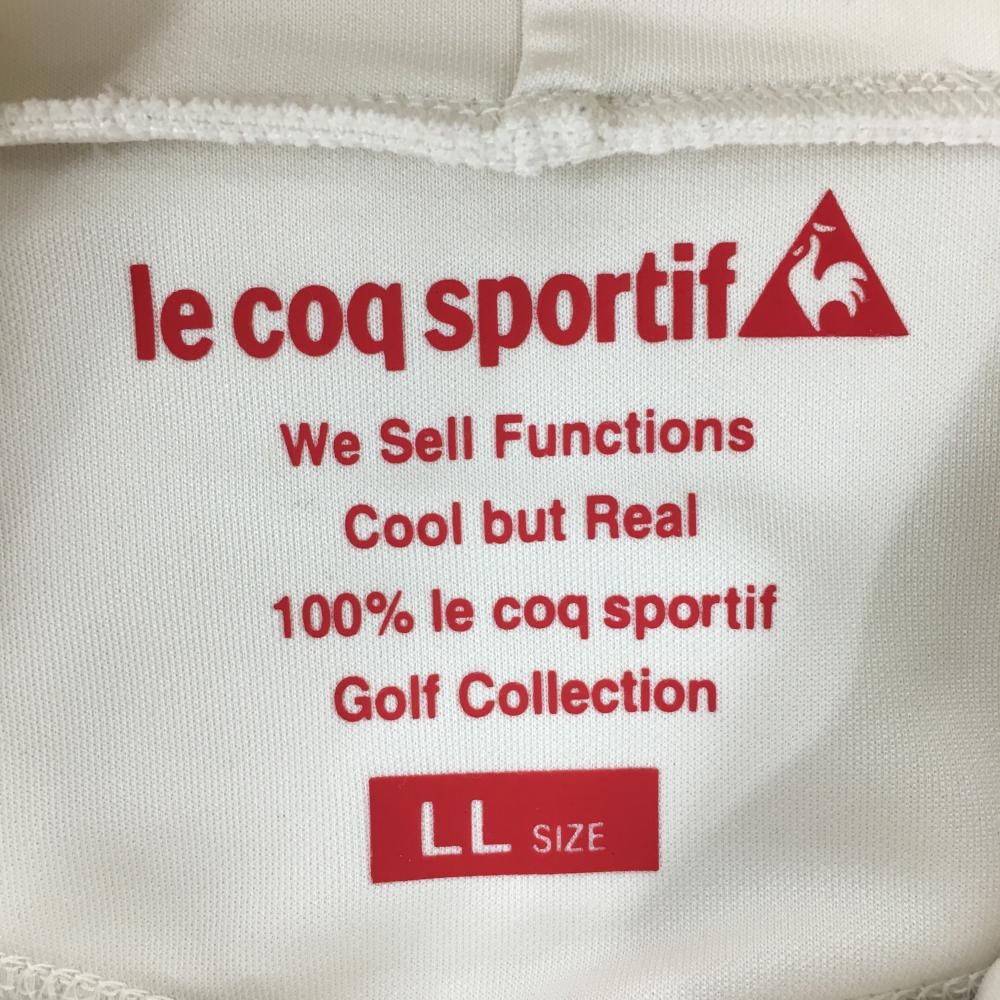 le coq sportif
We Sell Functions
Cool but Real
100% le coq sportif
Golf Collection
LL SIZE